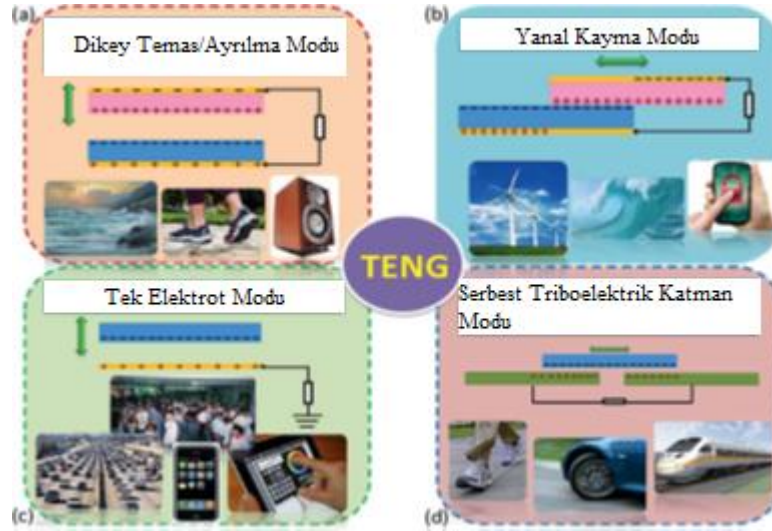 (a)
Dikey Temas/Ayrılma Modu
(b)
Yanal Kayma Modu
TENG
Tek Elektrot Modu
Serbest Triboelektrik Katman
Modu
(c)
(d)